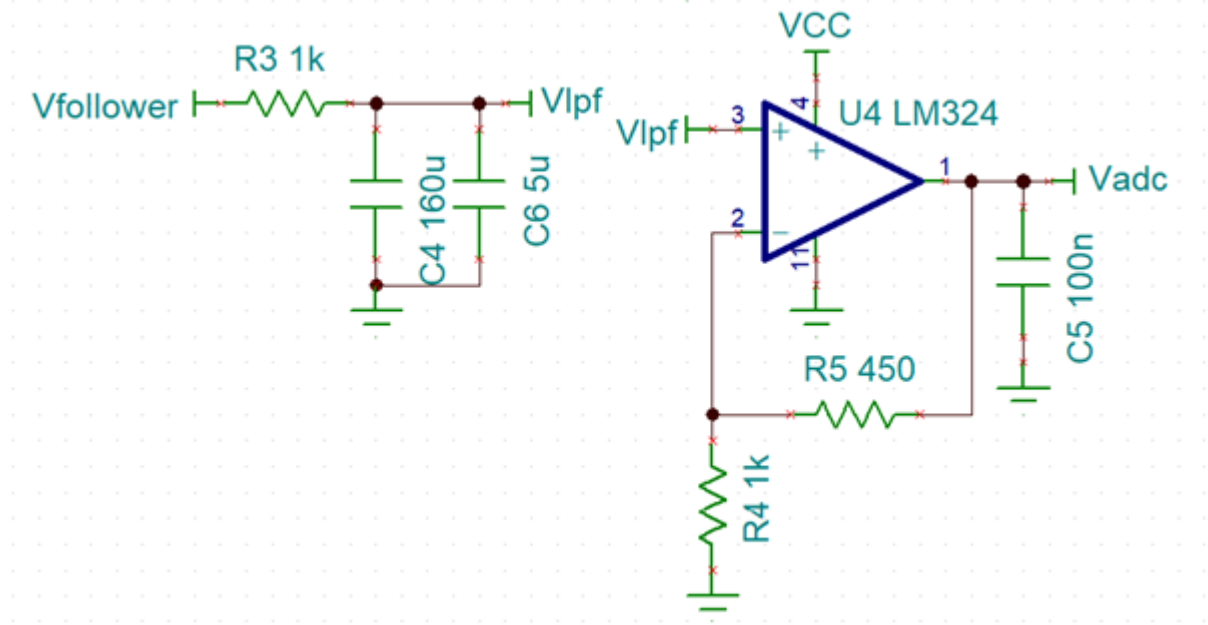 R3 1k
Vfollower
Vlpf
C4 160u
C6 5u
VCC
4
U4 LM324
Vlpf
3
+
+
1
Vadc
2
−
11
C5 100n
R5 450
R4 1k